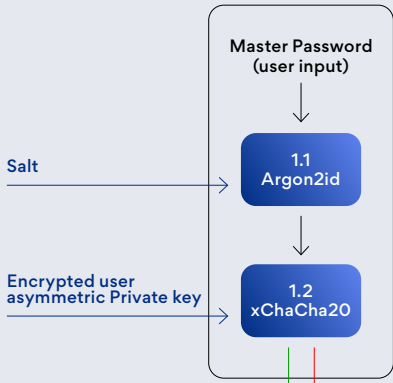 Master Password
(user input)
1.1
Argon2id
Salt
Encrypted user
asymmetric Private key
1.2
xChaCha20